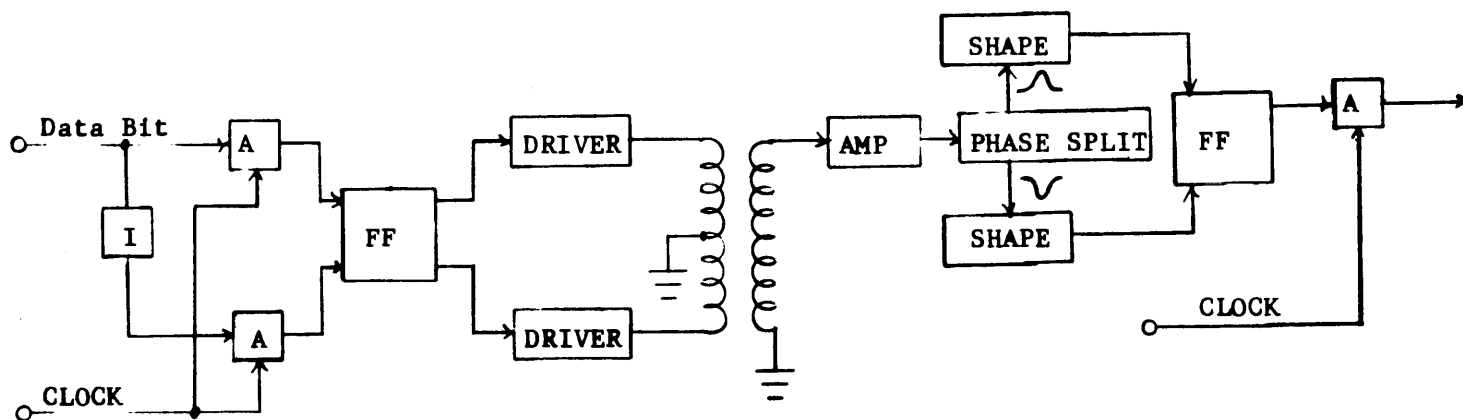 SHAPE
Data Bit
A
DRIVER
AMP
PHASE SPLIT
FF
A
I
FF
SHAPE
A
DRIVER
CLOCK
CLOCK